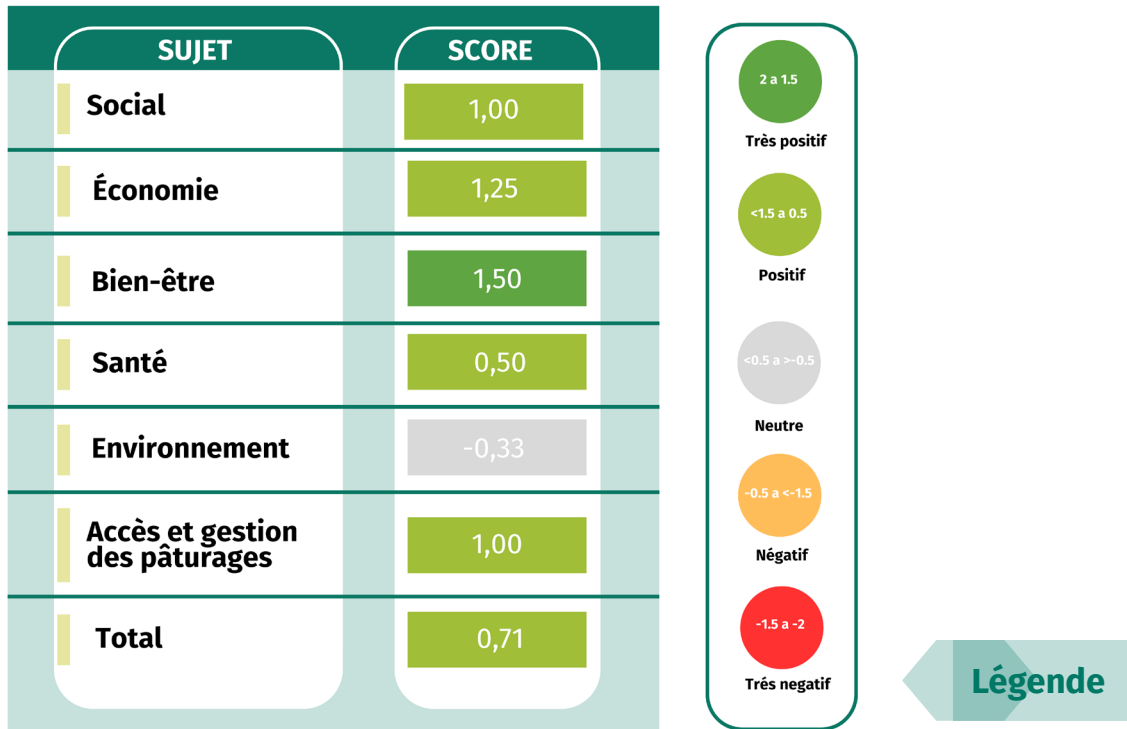 SUJET SCORE
Social 1,00
Économie 1,25
Bien-être 1,50
Santé 0,50
Environnement -0,33
Accès et gestion
des pâturages 1,00
Total 0,71
2 a 1.5
Très positif
<1.5 a 0.5
Positif
<0.5 a >-0.5
Neutre
-0.5 a <-1.5
Négatif
-1.5 a -2
Trés negatif
Légende